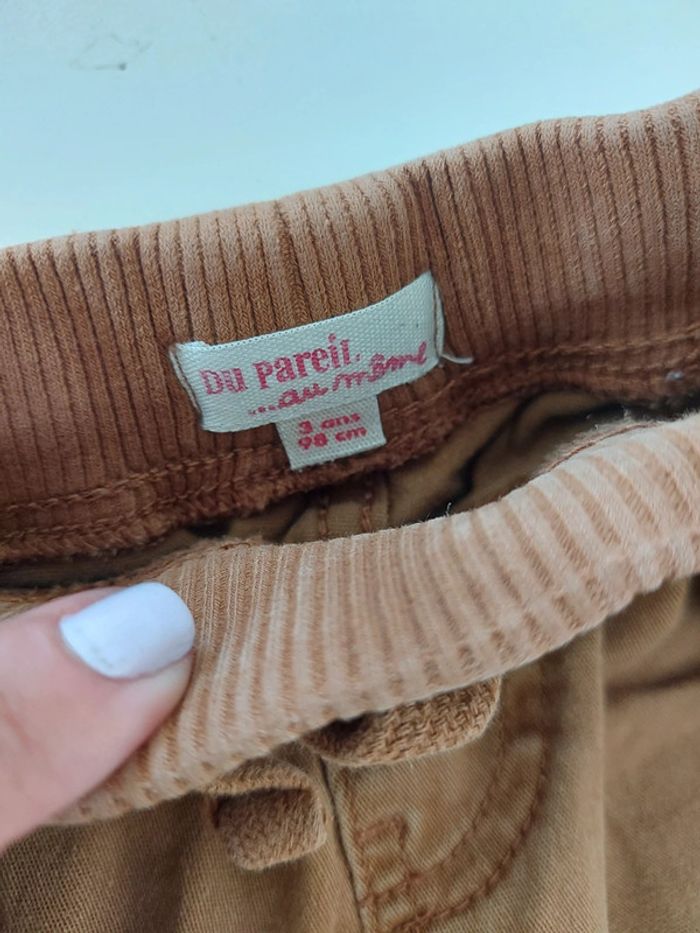 Du Pareil
...au même
3 ans
98 cm